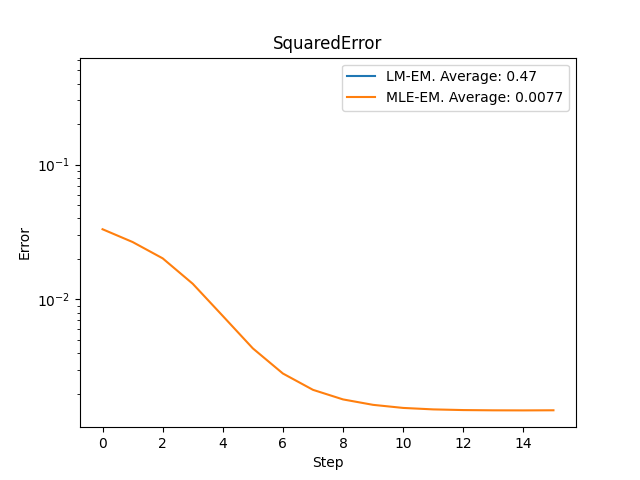 SquaredError
LM-EM. Average: 0.47
MLE-EM. Average: 0.0077
Error
10⁻¹
10⁻²
0 2 4 6 8 10 12 14
Step